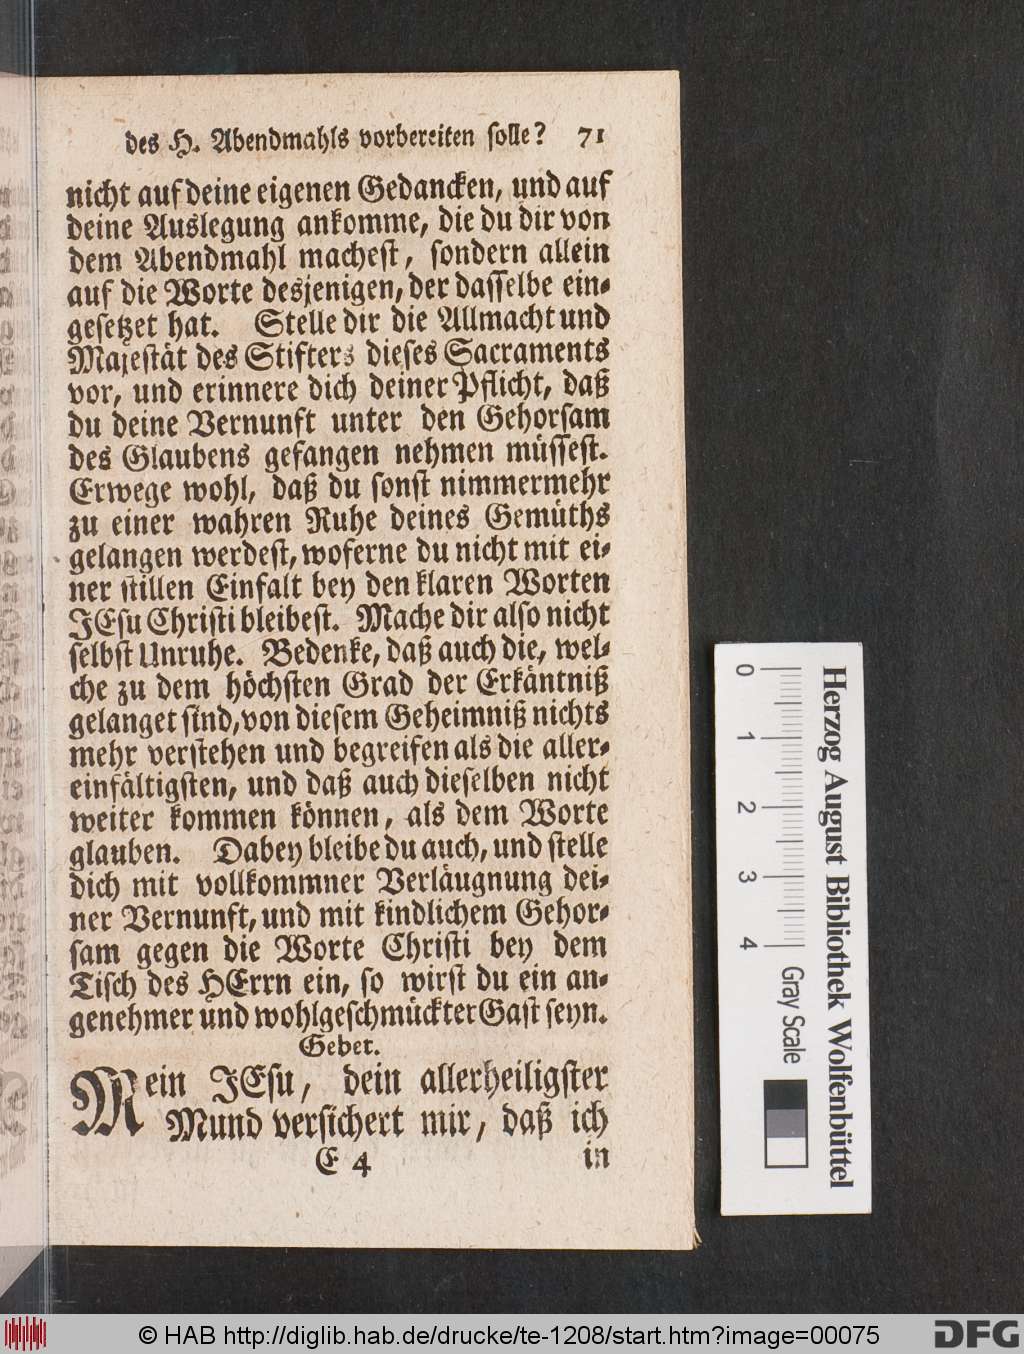 des H. Abendmahls vorbereiten solle? 71
nicht auf deine eigenen Gedancken, und auf
deine Auslegung ankomme, die du dir von
dem Abendmahl machest, sondern allein
auf die Worte desjenigen, der dasselbe ein-
gesetzet hat. Stelle dir die Allmacht und
Majestät des Stifters dieses Sacraments
vor, und erinnere dich deiner Pflicht, daß
du deine Vernunft unter den Gehorsam
des Glaubens gefangen nehmen müssest.
Erwege wohl, daß du sonst nimmermehr
zu einer wahren Ruhe deines Gemüths
gelangen werdest, woferne du nicht mit ei-
ner stillen Einfalt bey den klaren Worten
JEsu Christi bleibest. Mache dir also nicht
selbst Unruhe. Bedenke, daß auch die, wel-
che zu dem höchsten Grad der Erkäntniß
gelanget sind, von diesem Geheimniß nichts
mehr verstehen und begreifen als die aller-
einfältigsten, und daß auch dieselben nicht
weiter kommen können, als dem Worte
glauben. Dabey bleibe du auch, und stelle
dich mit vollkommner Verläugnung dei-
ner Vernunft, und mit kindlichem Gehor-
sam gegen die Worte Christi bey dem
Tisch des HErrn ein, so wirst du ein an-
genehmer und wohlgeschmückter Gast seyn.
Gebet.
Mein JEsu, dein allerheiligster
Mund versichert mir, daß ich
E 4 in
0 1 2 3 4 Gray Scale
Herzog August Bibliothek Wolfenbüttel
© HAB http://diglib.hab.de/drucke/te-1208/start.htm?image=00075
DFG